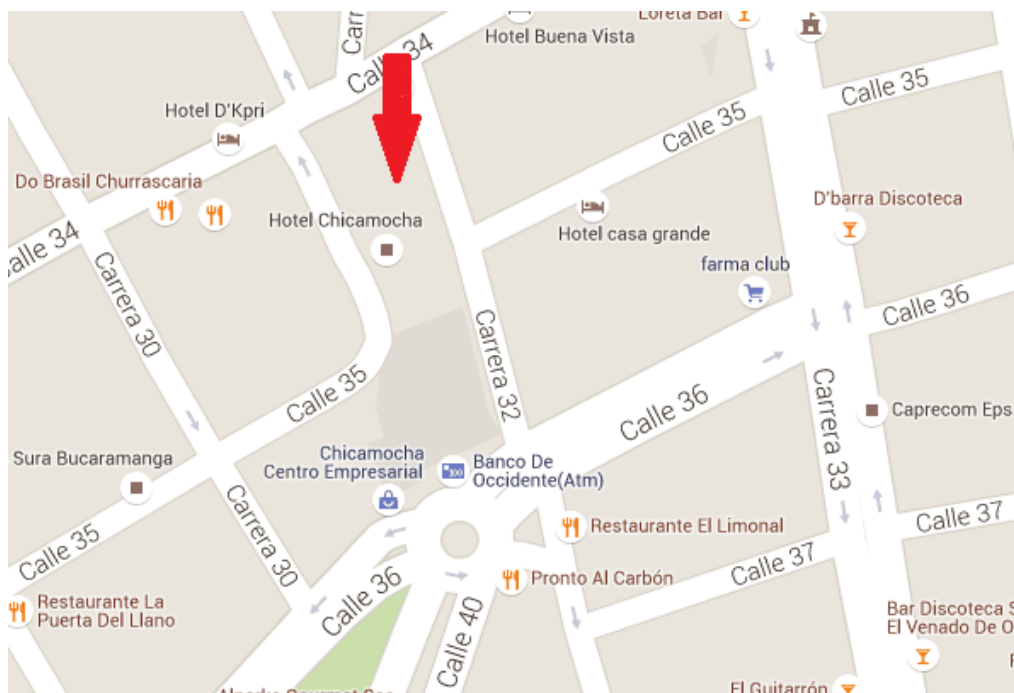 Loreta Bar
Hotel Buena Vista
Calle 34
Calle 35
Hotel D'Kpri
Calle 35
Do Brasil Churrascaria
D'barra Discoteca
Hotel Chicamocha
Calle 34
Hotel casa grande
farma club
Carrera 30
Calle 36
Carrera 32
Calle 35
Calle 36
Carrera 33
Caprecom Eps
Chicamocha
Centro Empresarial
Sura Bucaramanga
Banco De
Occidente(Atm)
Carrera 30
Restaurante El Limonal
Calle 37
Calle 35
Calle 37
Pronto Al Carbón
Calle 36
Calle 40
Restaurante La
Puerta Del Llano
Bar Discoteca S
El Venado De O
El Guitarrón
100